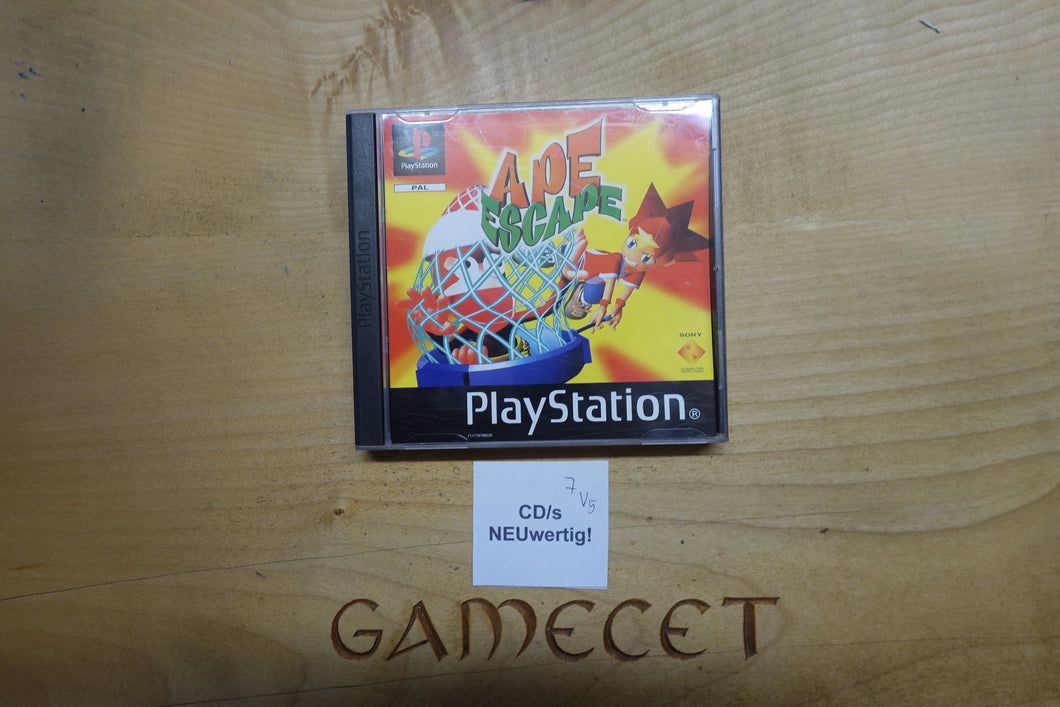 PlayStation
PlayStation
PAL
APE
ESCAPE
SONY
PlayStation®
7
V5
CD/s
NEUwertig!
GAMECET